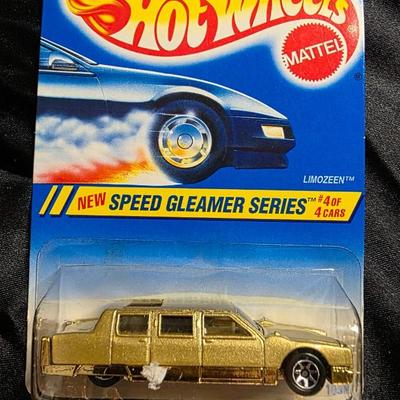 Hot Wheels
MATTEL
®
LIMOZEEN™
NEW SPEED GLEAMER SERIES™ #4 OF
4 CARS